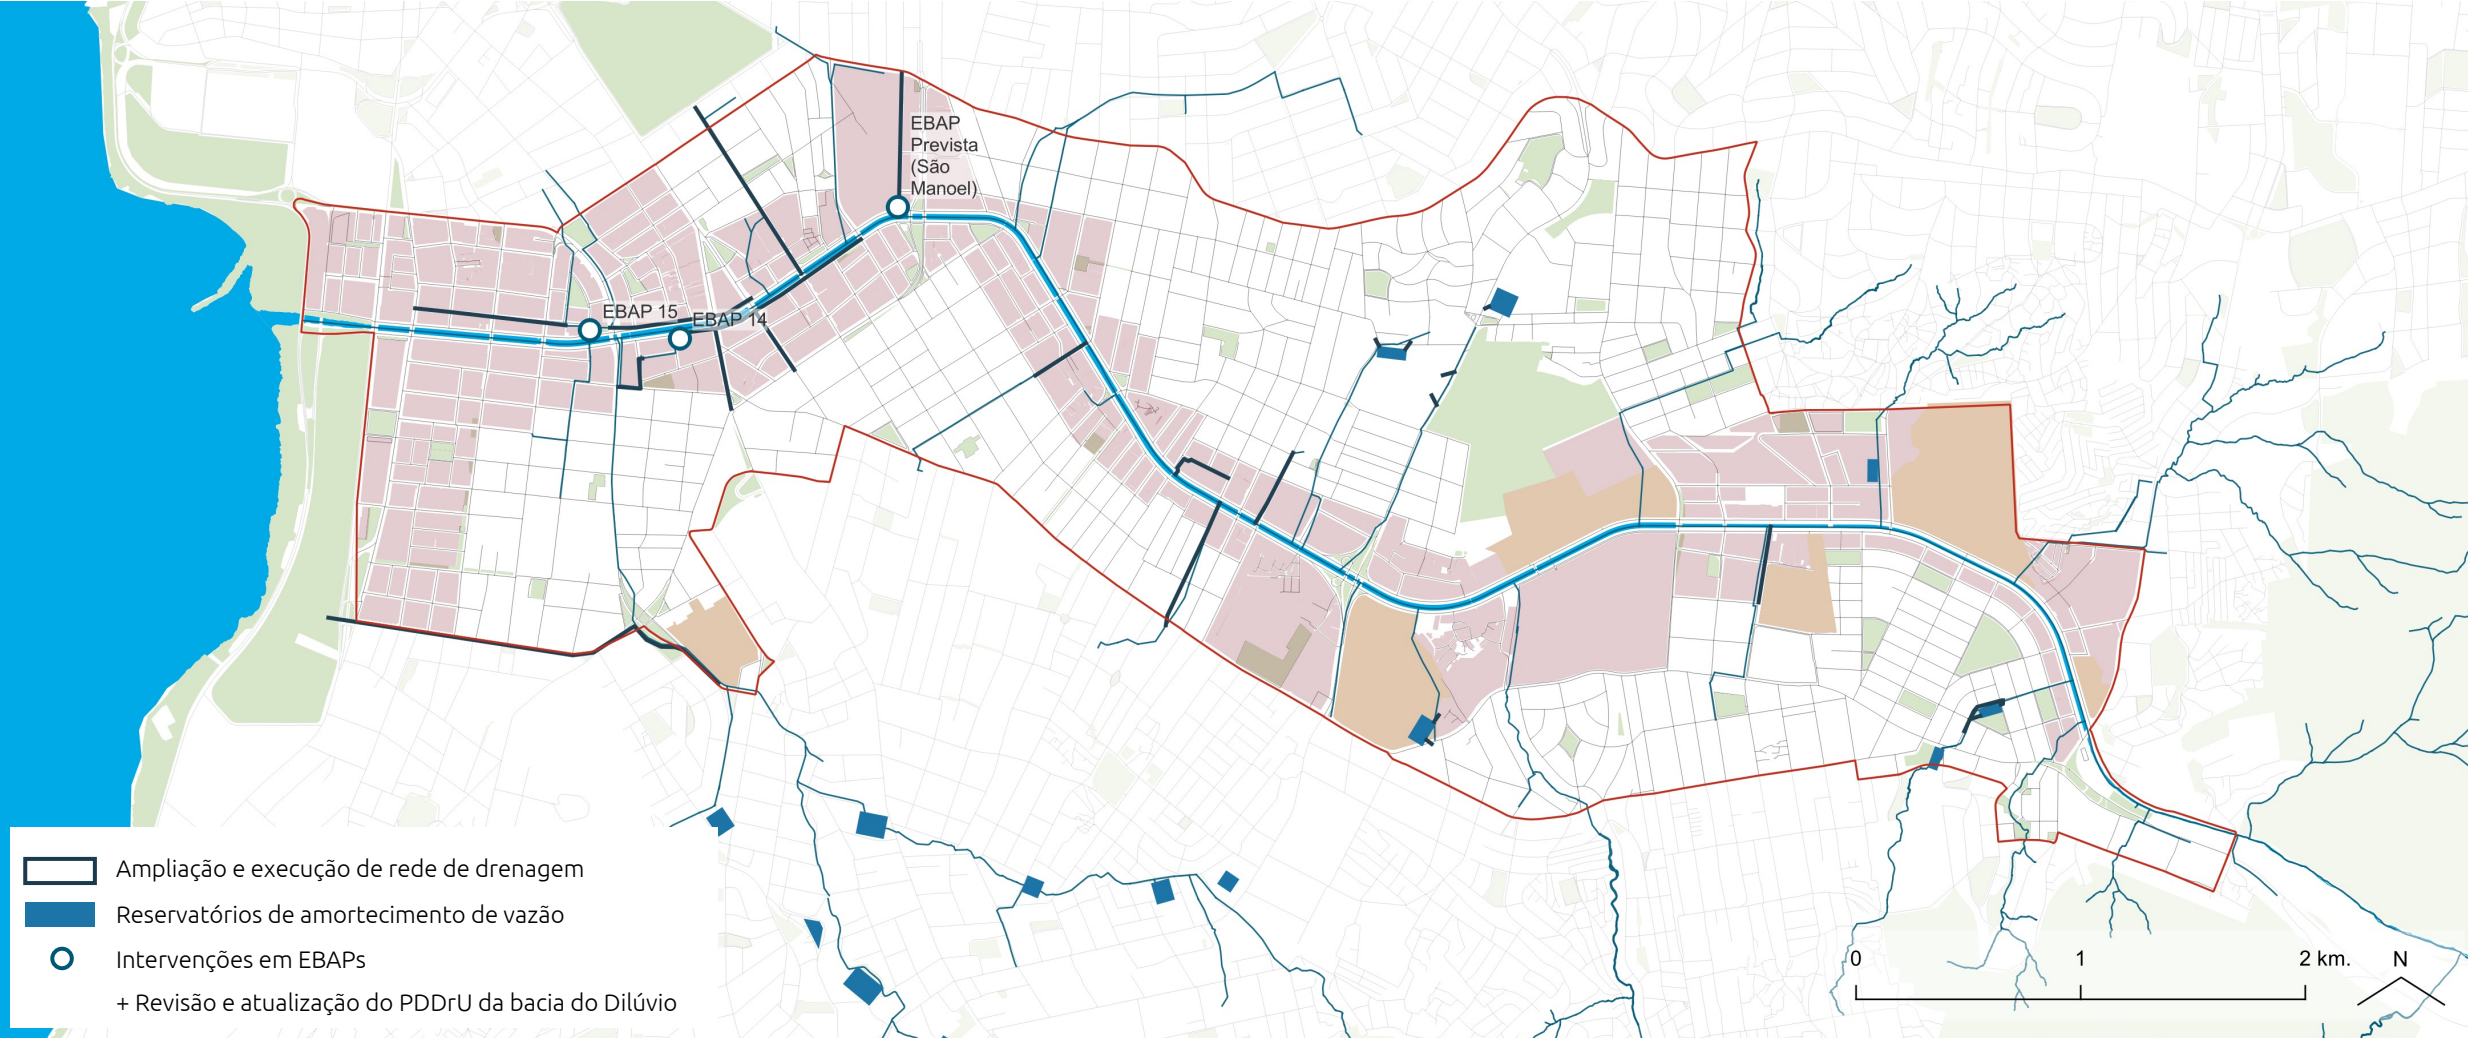 EBAP
Prevista
(São
Manoel)
EBAP 15
EBAP 14
Ampliação e execução de rede de drenagem
Reservatórios de amortecimento de vazão
Intervenções em EBAPs
+ Revisão e atualização do PDDrU da bacia do Dilúvio
0 1 2 km. N